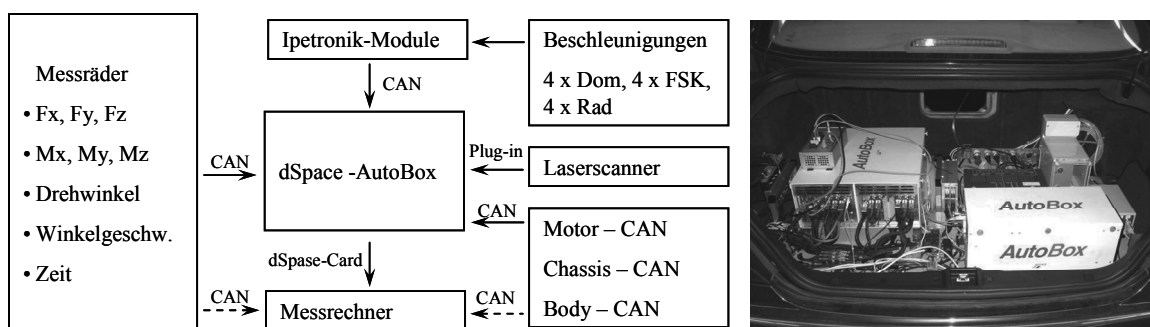 Messräder
• Fx, Fy, Fz
• Mx, My, Mz
• Drehwinkel
• Winkelgeschw.
• Zeit
CAN
CAN
Ipetronik-Module
CAN
dSpace -AutoBox
dSpase-Card
Messrechner
Plug-in
CAN
CAN
Beschleunigungen
4 x Dom, 4 x FSK,
4 x Rad
Laserscanner
Motor – CAN
Chassis – CAN
Body – CAN
AutoBox
AutoBox
AutoBox